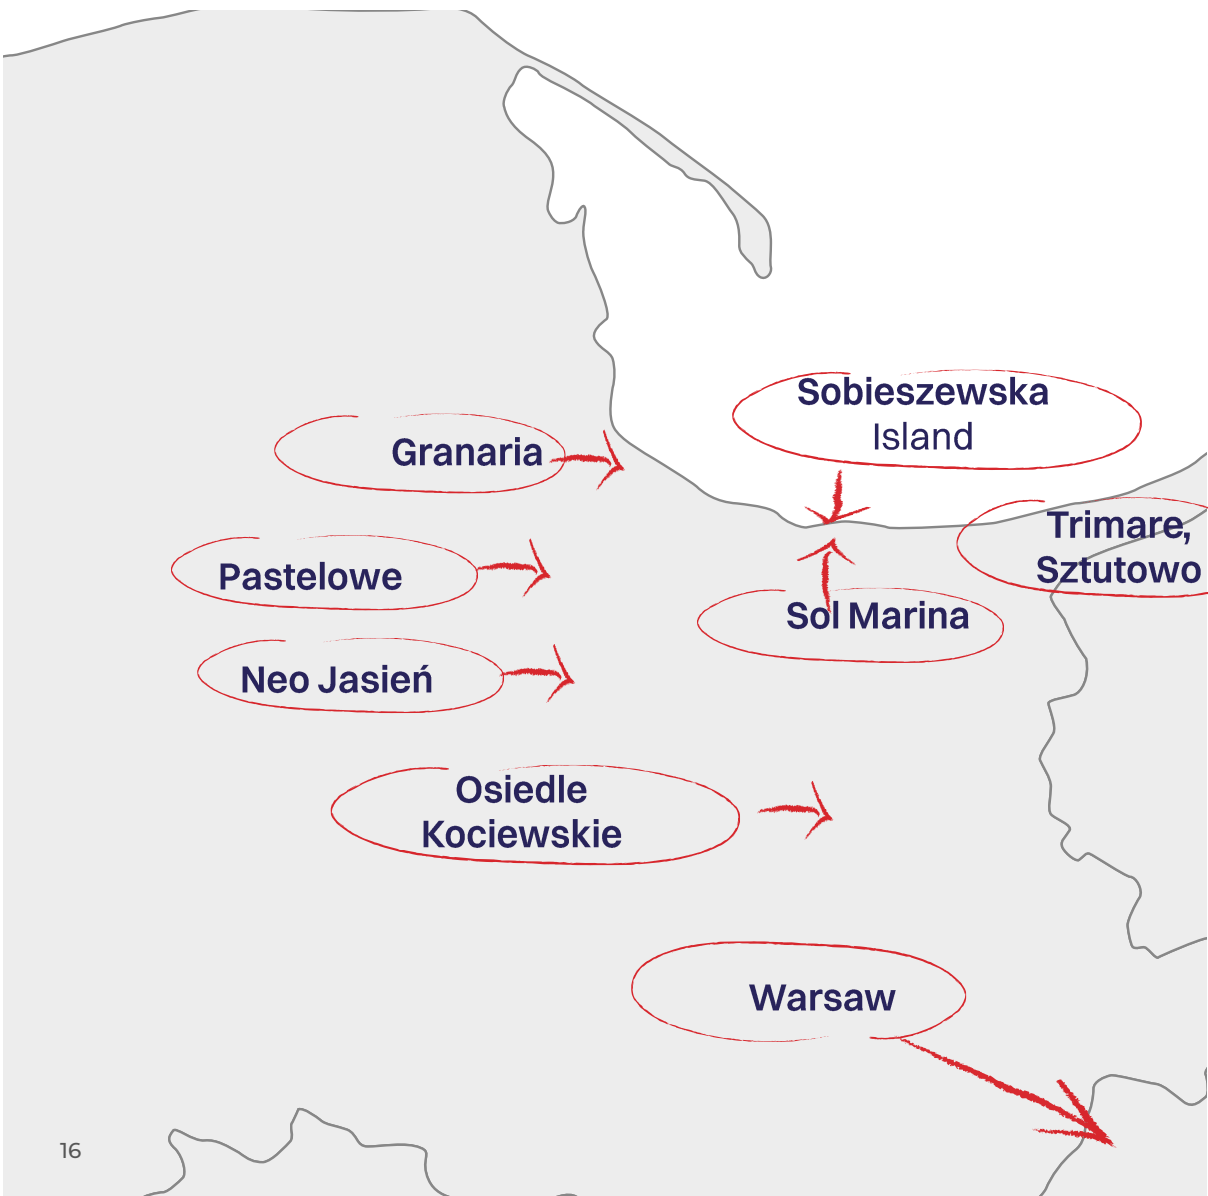 Sobieszewska
Island
Granaria
Trimare,
Sztutowo
Pastelowe
Sol Marina
Neo Jasień
Osiedle
Kociewskie
Warsaw
16